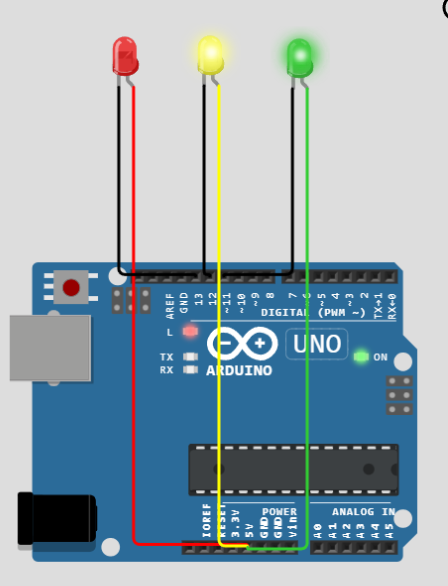 AREF
GND
13
12
~11
~10
~9
8
7
6
~5
4
~3
2
TX→1
RX←0
DIGITAL (PWM ~)
L
TX
RX
ARDUINO
UNO
ON
IOREF
RESET
3.3V
5V
GND
GND
Vin
POWER
ANALOG IN
A0
A1
A2
A3
A4
A5